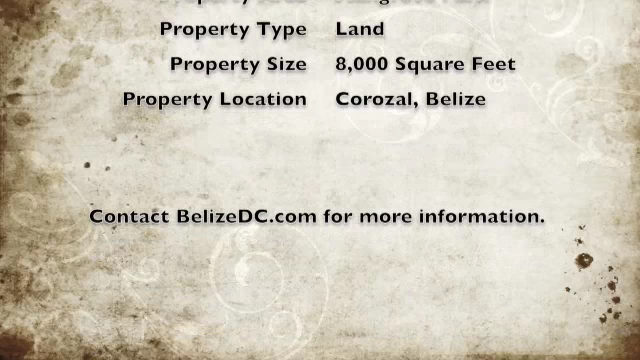 Property Type Land
Property Size 8,000 Square Feet
Property Location Corozal, Belize
Contact BelizeDC.com for more information.